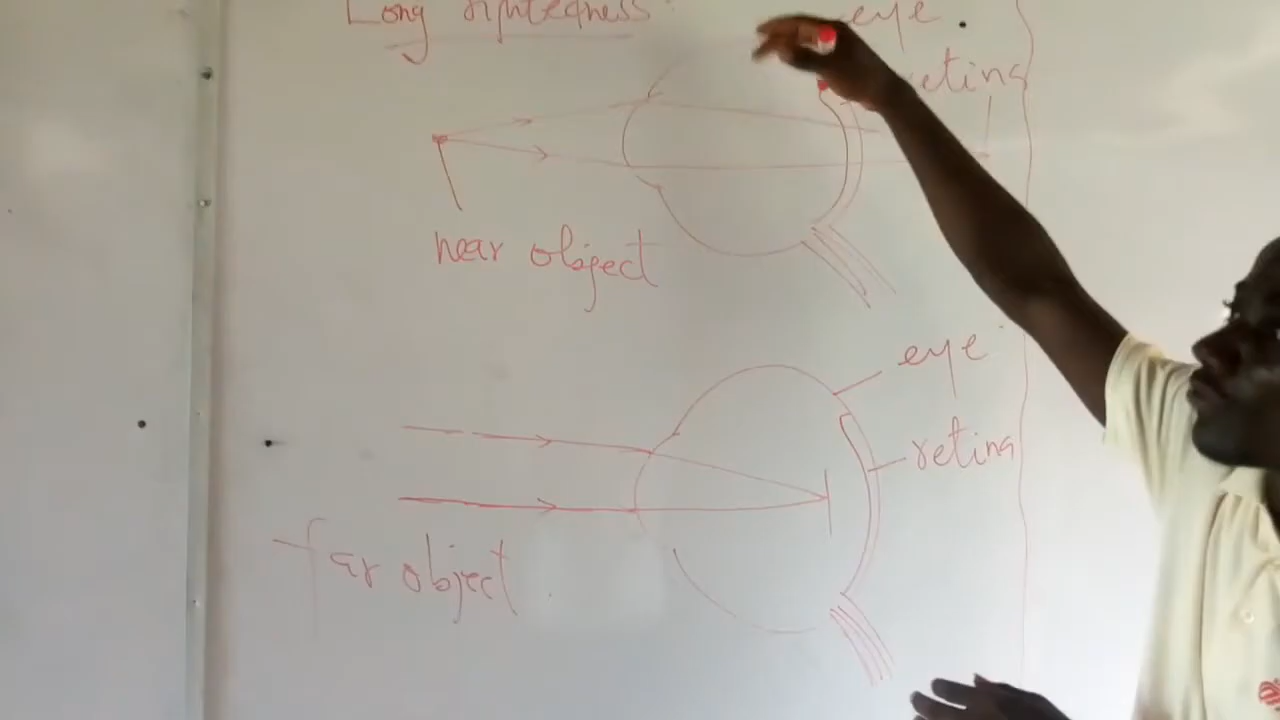 Long sightedness
eye
retina
near object
eye
retina
far object